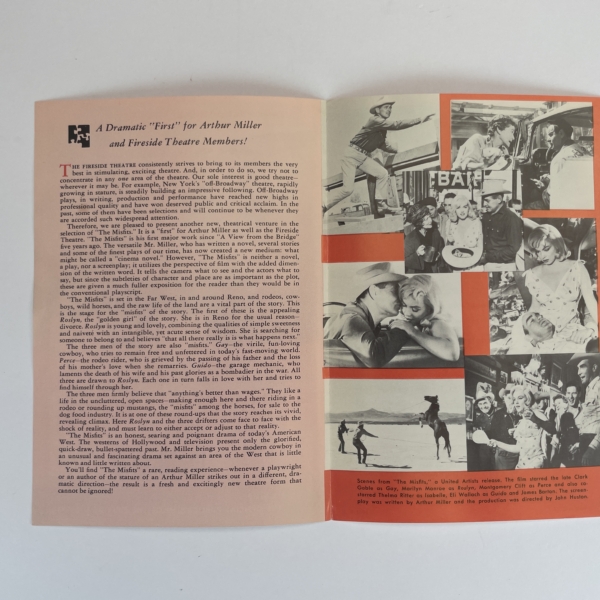 A Dramatic "First" for Arthur Miller
and Fireside Theatre Members!
THE FIRESIDE THEATRE consistently strives to bring to its members the very
best in stimulating, exciting theatre. And, in order to do so, we try not to
concentrate in any one area of the theatre. Our sole interest is good theatre—
wherever it may be. For example, New York's "off-Broadway" theatre, rapidly
growing in stature, is steadily building an impressive following. Off-Broadway
plays, in writing, production and performance have reached new highs in
professional quality and have won deserved public and critical acclaim. In the
past, some of them have been selections and will continue to be whenever they
are accorded such widespread attention.
Therefore, we are pleased to present another new, theatrical venture in the
selection of "The Misfits." It is a "first" for Arthur Miller as well as the Fireside
Theatre. "The Misfits" is his first major work since "A View from the Bridge"
five years ago. The versatile Mr. Miller, who has written a novel, several stories
and some of the finest plays of our time, has now created a new medium: what
might be called a "cinema novel." However, "The Misfits" is neither a novel,
a play, not a screenplay; it utilizes the perspective of film with the added dimen-
sion of the written word. It tells the camera what to see and the actors what to
say, but since the subtleties of character and place are as important as the plot,
these are given a much fuller exposition for the reader than they would be in
the conventional playscript.
"The Misfits" is set in the Far West, in and around Reno, and rodeos, cow-
boys, wild horses, and the raw life of the land are a vital part of the story. This
is the stage for the "misfits" of the story. The first of these is the appealing
Roslyn, the "golden girl" of the story. She is in Reno for the usual reason—
divorce. Roslyn is young and lovely, combining the qualities of simple sweetness
and naiveté with an intangible, yet acute sense of wisdom. She is searching for
someone to belong to and believes "that all there really is is what happens next."
The three men of the story are also "misfits." Gay—the virile, fun-loving
cowboy, who tries to remain free and unfettered in today's fast-moving world.
Perce—the rodeo rider, who is grieved by the passing of his father and the loss
of his mother's love when she remarries. Guido—the garage mechanic, who
laments the death of his wife and his past glories as a bombadier in the war. All
three are drawn to Roslyn. Each one in turn falls in love with her and tries to
find himself through her.
The three men firmly believe that "anything's better than wages." They like a
life in the uncluttered, open spaces—making enough here and there riding in a
rodeo or rounding up mustangs, the "misfits" among the horses, for sale to the
dog food industry. It is at one of these round-ups that the story reaches its vivid,
revealing climax. Here Roslyn and the three drifters come to face with the
shock of reality, and must learn to either accept or adjust to that reality.
"The Misfits" is an honest, searing and poignant drama of today's American
West. The westerns of Hollywood and television present only the glorified,
quick-draw, bullet-spattered past. Mr. Miller brings you the modern cowboy in
an unusual and fascinating drama set against an area of the West that is little
known and little written about.
You'll find "The Misfits" a rare, reading experience—whenever a playwright
or an author of the stature of an Arthur Miller strikes out in a different, dra-
matic direction—the result is a fresh and excitingly new theatre form that
cannot be ignored!
BAR
Scenes from "The Misfits," a United Artists release. The film starred the late Clark
Gable as Gay, Marilyn Monroe as Roslyn, Montgomery Clift as Perce and also co-
starred Thelma Ritter as Isabelle, Eli Wallach as Guido and James Barton. The screen-
play was written by Arthur Miller and the production was directed by John Huston.